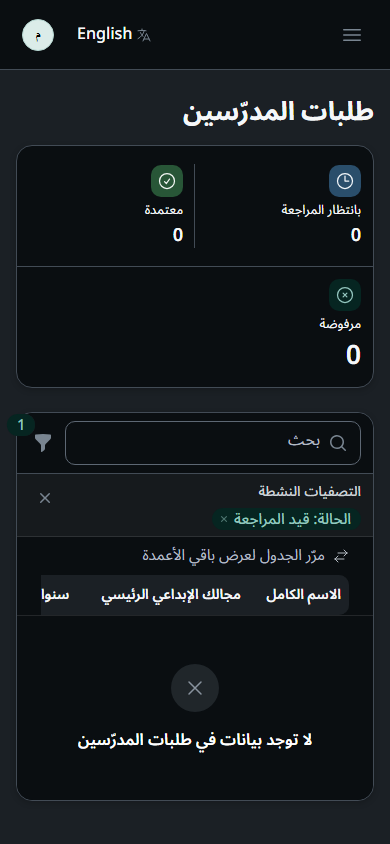 م
English
طلبات المدرّسين
بانتظار المراجعة
0
معتمدة
0
مرفوضة
0
بحث
1
التصفيات النشطة
الحالة: قيد المراجعة ×
مرّر الجدول لعرض باقي الأعمدة
الاسم الكامل مجالك الإبداعي الرئيسي سنوا
لا توجد بيانات في طلبات المدرّسين